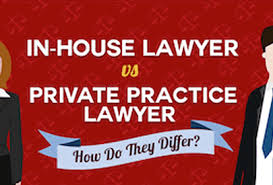 IN-HOUSE LAWYER
vs
PRIVATE PRACTICE
LAWYER
How Do They Differ?